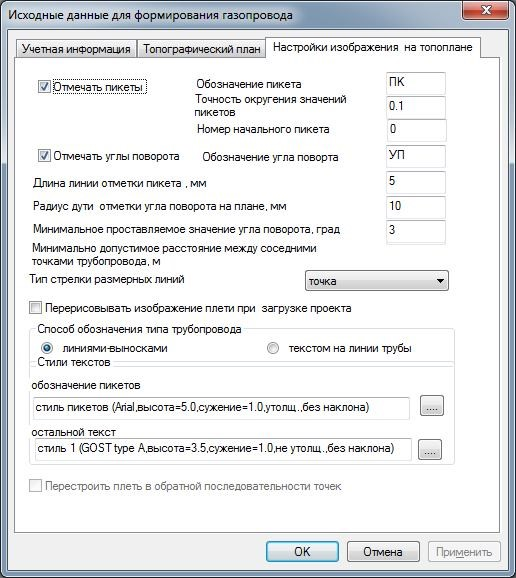 Исходные данные для формирования газопровода
Учетная информация
Топографический план
Настройки изображения на топоплане
Отмечать пикеты
Обозначение пикета
ПК
Точность округения значений
пикетов
0.1
Номер начального пикета
0
Отмечать углы поворота
Обозначение угла поворта
УП
Длина линии отметки пикета , мм
5
Радиус дути отметки угла поворота на плане, мм
10
Минимальное проставляемое значение угла поворота, град
3
Минимально допустимое расстояние между соседними
точками трубопровода, м
Тип стрелки размерных линий
точка
Перерисовывать изображение плети при загрузке проекта
Способ обозначения типа трубопровода
линиями-выносками
текстом на линии трубы
Стили текстов
обозначение пикетов
стиль пикетов (Arial,высота=5.0,сужение=1.0,утолщ.,без наклона)
....
остальной текст
стиль 1 (GOST type A,высота=3.5,сужение=1.0,не утолщ.,без наклона)
....
Перестроить плеть в обратной последовательности точек
OK
Отмена
Применить